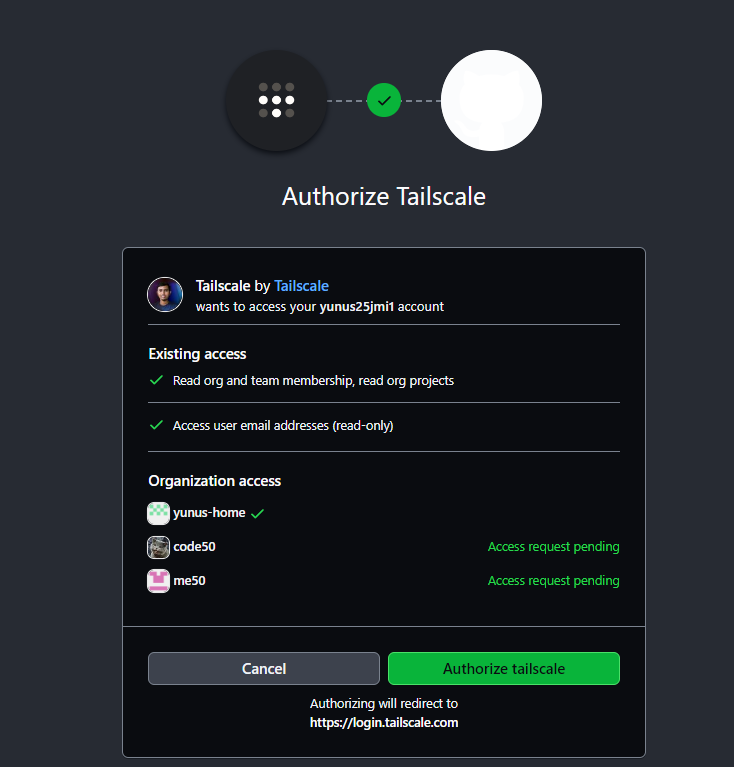 Authorize Tailscale
Tailscale by Tailscale
wants to access your yunus25jmi1 account
Existing access
Read org and team membership, read org projects
Access user email addresses (read-only)
Organization access
yunus-home
code50 Access request pending
me50 Access request pending
Cancel Authorize tailscale
Authorizing will redirect to
https://login.tailscale.com